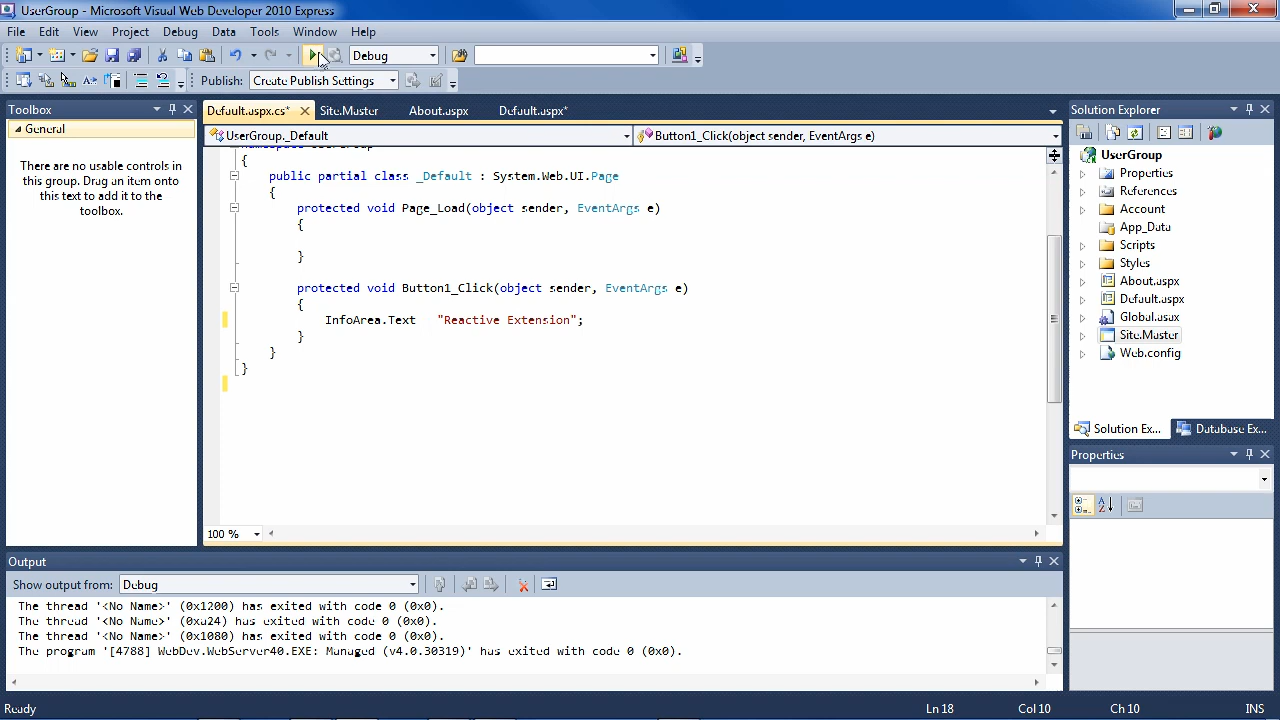 UserGroup - Microsoft Visual Web Developer 2010 Express
File Edit View Project Debug Data Tools Window Help
Debug
Publish: Create Publish Settings
Toolbox
General
There are no usable controls in
this group. Drag an item onto
this text to add it to the
toolbox.
Default.aspx.cs* Site.Master About.aspx Default.aspx*
UserGroup._Default Button1_Click(object sender, EventArgs e)
{
public partial class _Default : System.Web.UI.Page
{
protected void Page_Load(object sender, EventArgs e)
{
}
protected void Button1_Click(object sender, EventArgs e)
{
InfoArea.Text "Reactive Extension";
}
}
}
100 %
Solution Explorer
UserGroup
Properties
References
Account
App_Data
Scripts
Styles
About.aspx
Default.aspx
Global.asax
Site.Master
Web.config
Solution Ex... Database Ex...
Properties
Output
Show output from: Debug
The thread '<No Name>' (0x1200) has exited with code 0 (0x0).
The thread '<No Name>' (0xa24) has exited with code 0 (0x0).
The thread '<No Name>' (0x1080) has exited with code 0 (0x0).
The program '[4788] WebDev.WebServer40.EXE: Managed (v4.0.30319)' has exited with code 0 (0x0).
Ready Ln 18 Col 10 Ch 10 INS